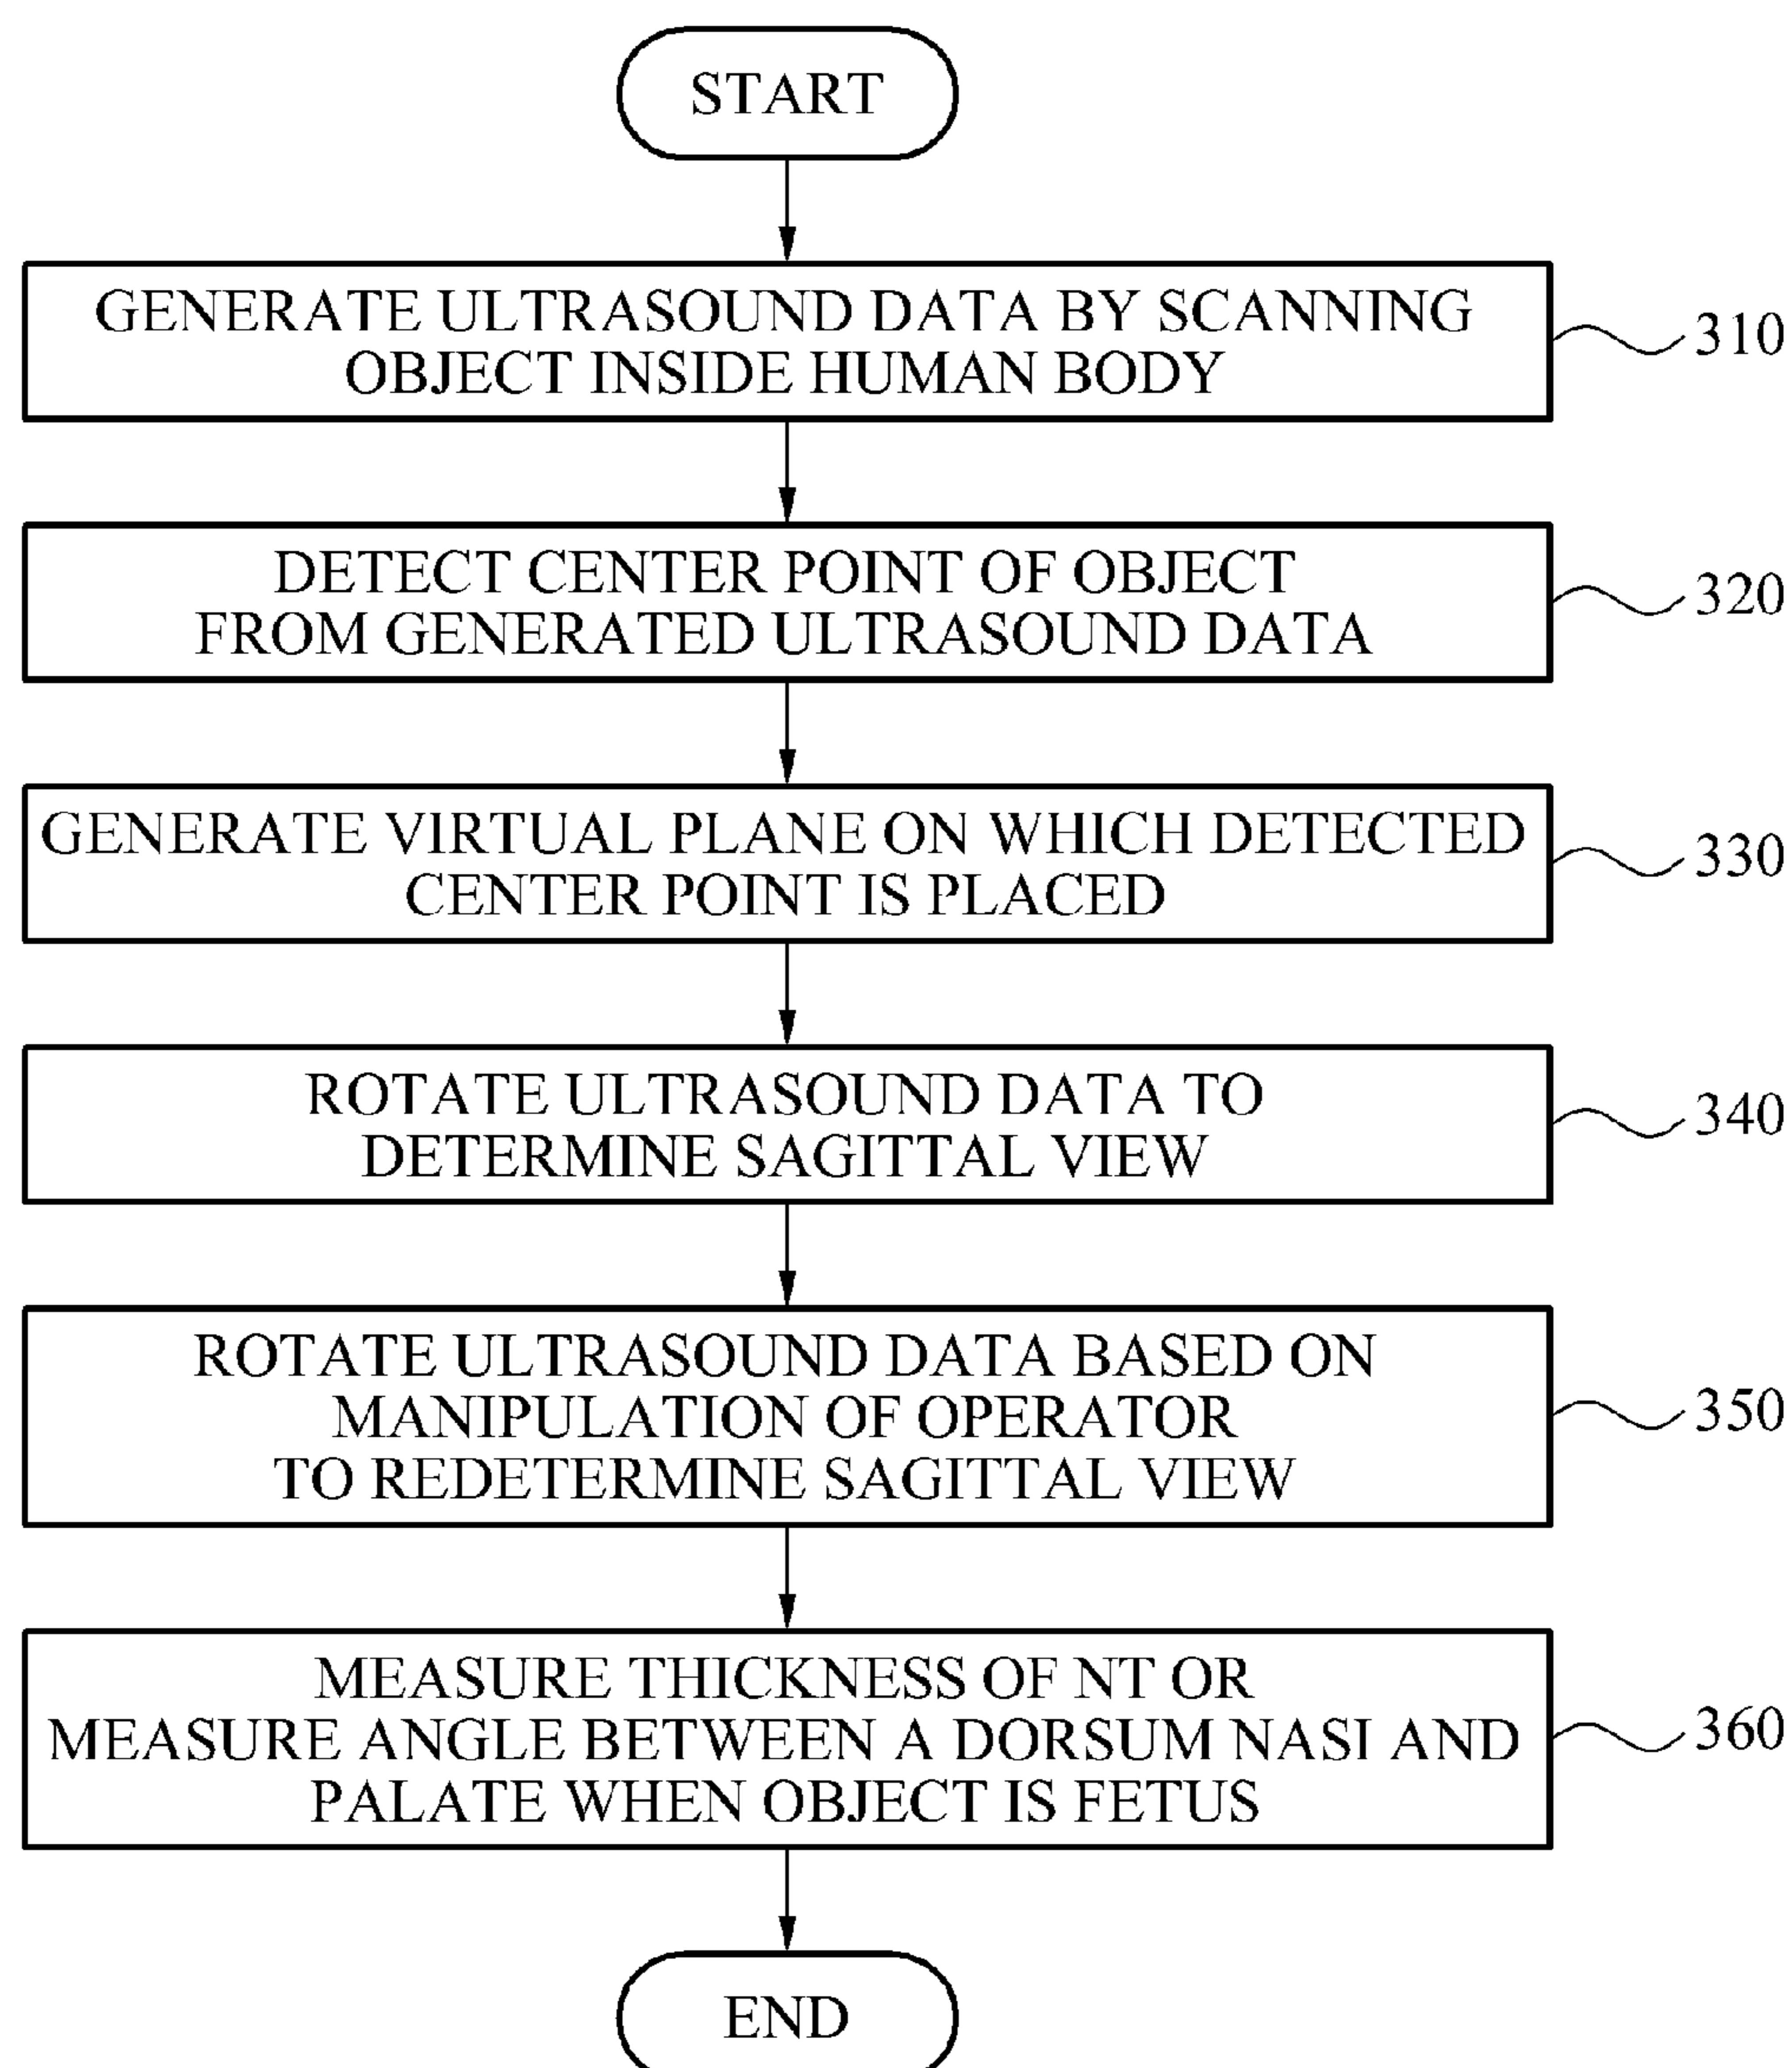 START
GENERATE ULTRASOUND DATA BY SCANNING
OBJECT INSIDE HUMAN BODY
310
DETECT CENTER POINT OF OBJECT
FROM GENERATED ULTRASOUND DATA
320
GENERATE VIRTUAL PLANE ON WHICH DETECTED
CENTER POINT IS PLACED
330
ROTATE ULTRASOUND DATA TO
DETERMINE SAGITTAL VIEW
340
ROTATE ULTRASOUND DATA BASED ON
MANIPULATION OF OPERATOR
TO REDETERMINE SAGITTAL VIEW
350
MEASURE THICKNESS OF NT OR
MEASURE ANGLE BETWEEN A DORSUM NASI AND
PALATE WHEN OBJECT IS FETUS
360
END